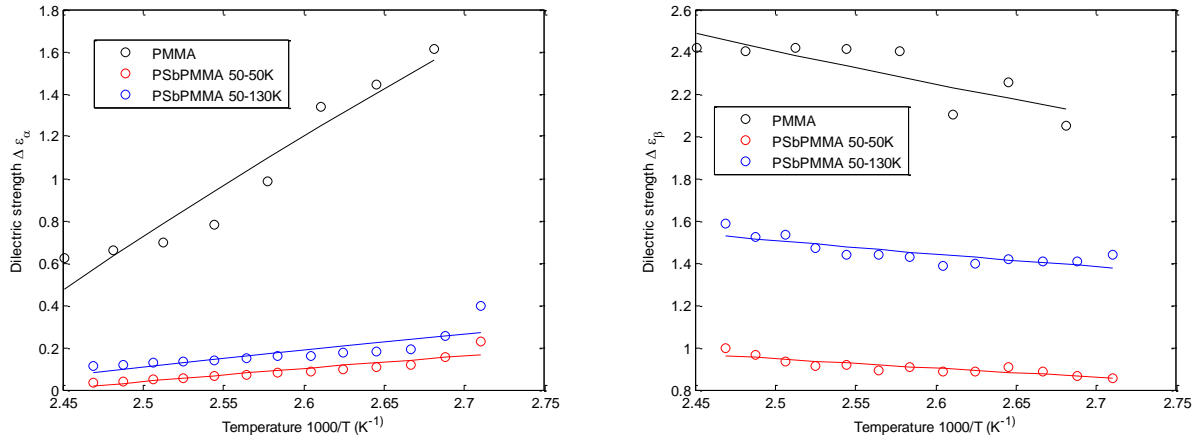 1.8
1.6
1.4
1.2
1
0.8
0.6
0.4
0.2
0
Dilectric strength Δ ε_α
PMMA
PSbPMMA 50-50K
PSbPMMA 50-130K
2.45 2.5 2.55 2.6 2.65 2.7 2.75
Temperature 1000/T (K⁻¹)
2.6
2.4
2.2
2
1.8
1.6
1.4
1.2
1
0.8
Dilectric strength Δ ε_β
PMMA
PSbPMMA 50-50K
PSbPMMA 50-130K
2.45 2.5 2.55 2.6 2.65 2.7 2.75
Temperature 1000/T (K⁻¹)